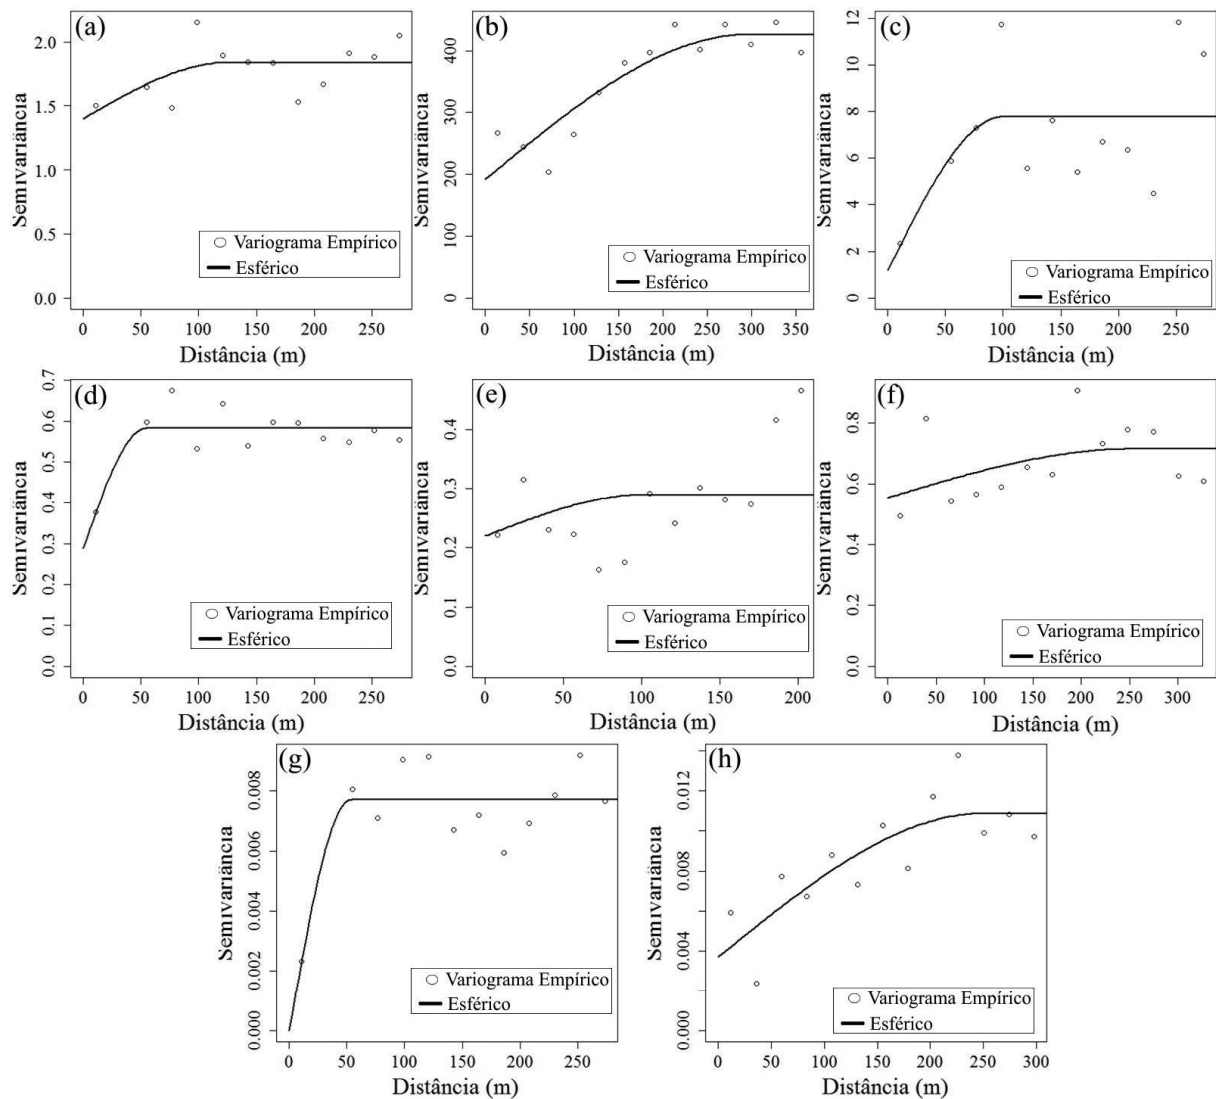 (a)
Semivariância
2.0
1.5
1.0
0.5
0.0
Variograma Empírico
Esférico
0 50 100 150 200 250
Distância (m)
(b)
Semivariância
400
300
200
100
0
Variograma Empírico
Esférico
0 50 100 150 200 250 300 350
Distância (m)
(c)
Semivariância
12
10
8
6
4
2
0
Variograma Empírico
Esférico
0 50 100 150 200 250
Distância (m)
(d)
Semivariância
0.7
0.6
0.5
0.4
0.3
0.2
0.1
0.0
Variograma Empírico
Esférico
0 50 100 150 200 250
Distância (m)
(e)
Semivariância
0.4
0.3
0.2
0.1
0.0
Variograma Empírico
Esférico
0 50 100 150 200
Distância (m)
(f)
Semivariância
0.8
0.6
0.4
0.2
0.0
Variograma Empírico
Esférico
0 50 100 150 200 250 300
Distância (m)
(g)
Semivariância
0.008
0.006
0.004
0.002
0.000
Variograma Empírico
Esférico
0 50 100 150 200 250
Distância (m)
(h)
Semivariância
0.012
0.008
0.004
0.000
Variograma Empírico
Esférico
0 50 100 150 200 250 300
Distância (m)